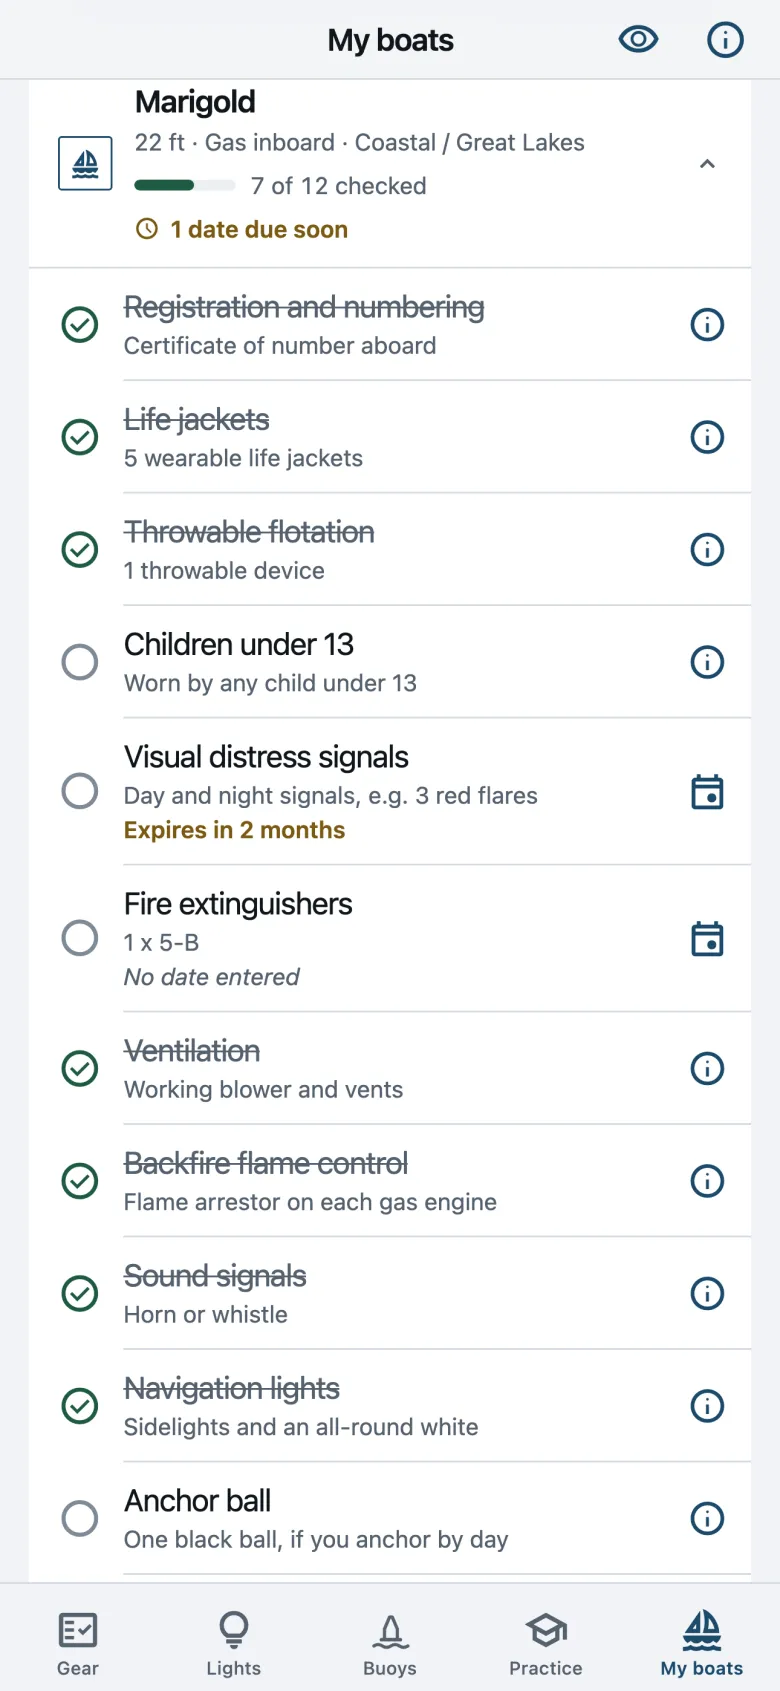 My boats
Marigold
22 ft · Gas inboard · Coastal / Great Lakes
7 of 12 checked
1 date due soon
Registration and numbering
Certificate of number aboard
Life jackets
5 wearable life jackets
Throwable flotation
1 throwable device
Children under 13
Worn by any child under 13
Visual distress signals
Day and night signals, e.g. 3 red flares
Expires in 2 months
Fire extinguishers
1 x 5-B
No date entered
Ventilation
Working blower and vents
Backfire flame control
Flame arrestor on each gas engine
Sound signals
Horn or whistle
Navigation lights
Sidelights and an all-round white
Anchor ball
One black ball, if you anchor by day
Gear
Lights
Buoys
Practice
My boats